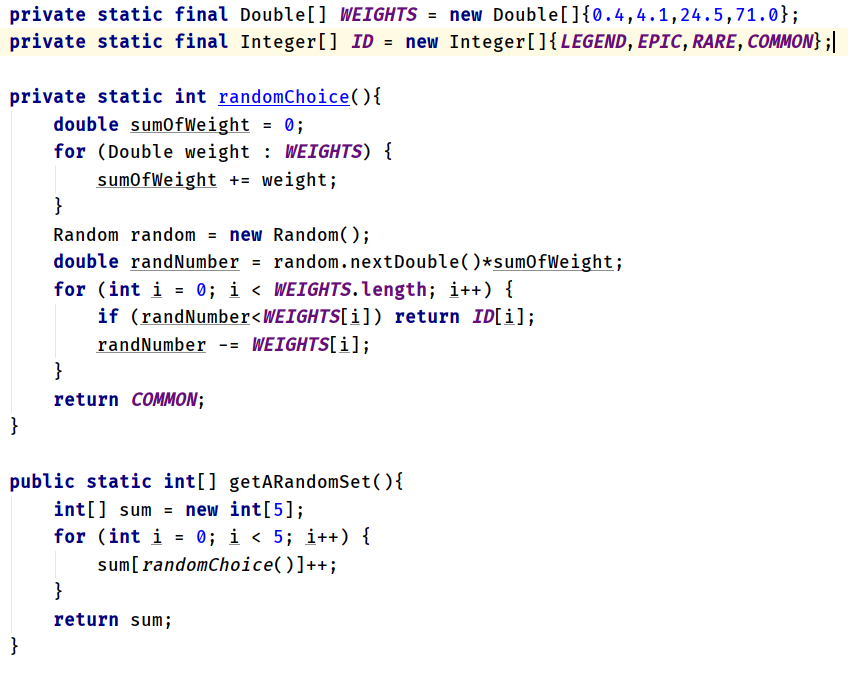 private static final Double[] WEIGHTS = new Double[]{0.4,4.1,24.5,71.0};
private static final Integer[] ID = new Integer[]{LEGEND,EPIC,RARE,COMMON};
private static int randomChoice(){
    double sumOfWeight = 0;
    for (Double weight : WEIGHTS) {
        sumOfWeight += weight;
    }
    Random random = new Random();
    double randNumber = random.nextDouble()*sumOfWeight;
    for (int i = 0; i < WEIGHTS.length; i++) {
        if (randNumber<WEIGHTS[i]) return ID[i];
        randNumber -= WEIGHTS[i];
    }
    return COMMON;
}
public static int[] getARandomSet(){
    int[] sum = new int[5];
    for (int i = 0; i < 5; i++) {
        sum[randomChoice()]++;
    }
    return sum;
}